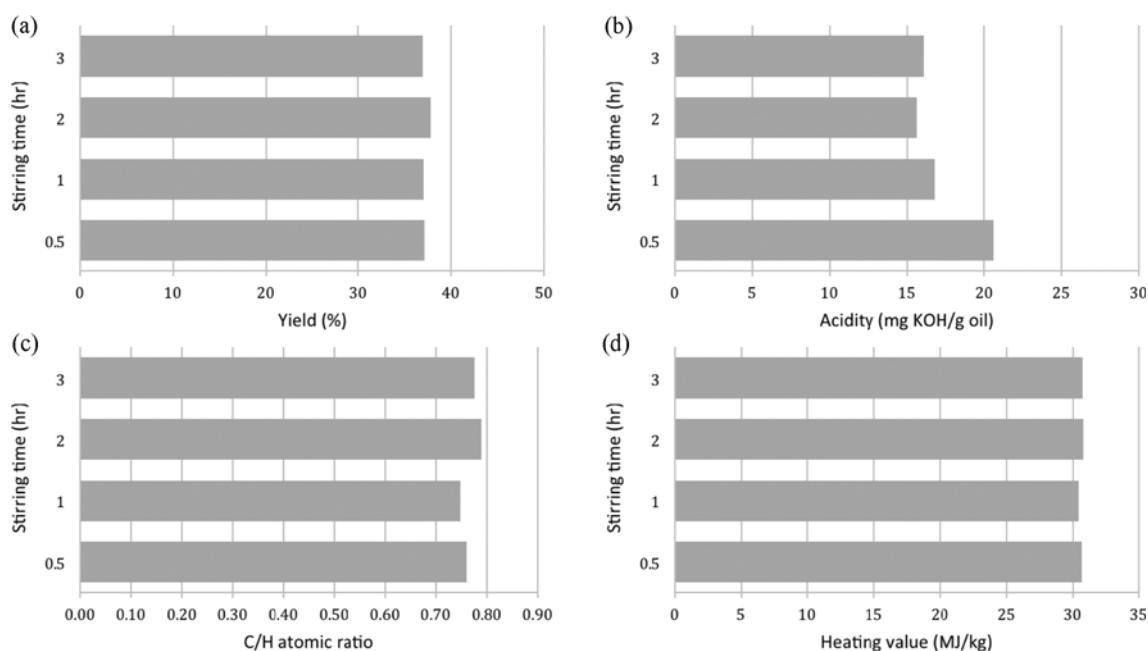 (a)
Stirring time (hr)
3
2
1
0.5
0 10 20 30 40 50
Yield (%)
(b)
Stirring time (hr)
3
2
1
0.5
0 5 10 15 20 25 30
Acidity (mg KOH/g oil)
(c)
Stirring time (hr)
3
2
1
0.5
0.00 0.10 0.20 0.30 0.40 0.50 0.60 0.70 0.80 0.90
C/H atomic ratio
(d)
Stirring time (hr)
3
2
1
0.5
0 5 10 15 20 25 30 35
Heating value (MJ/kg)